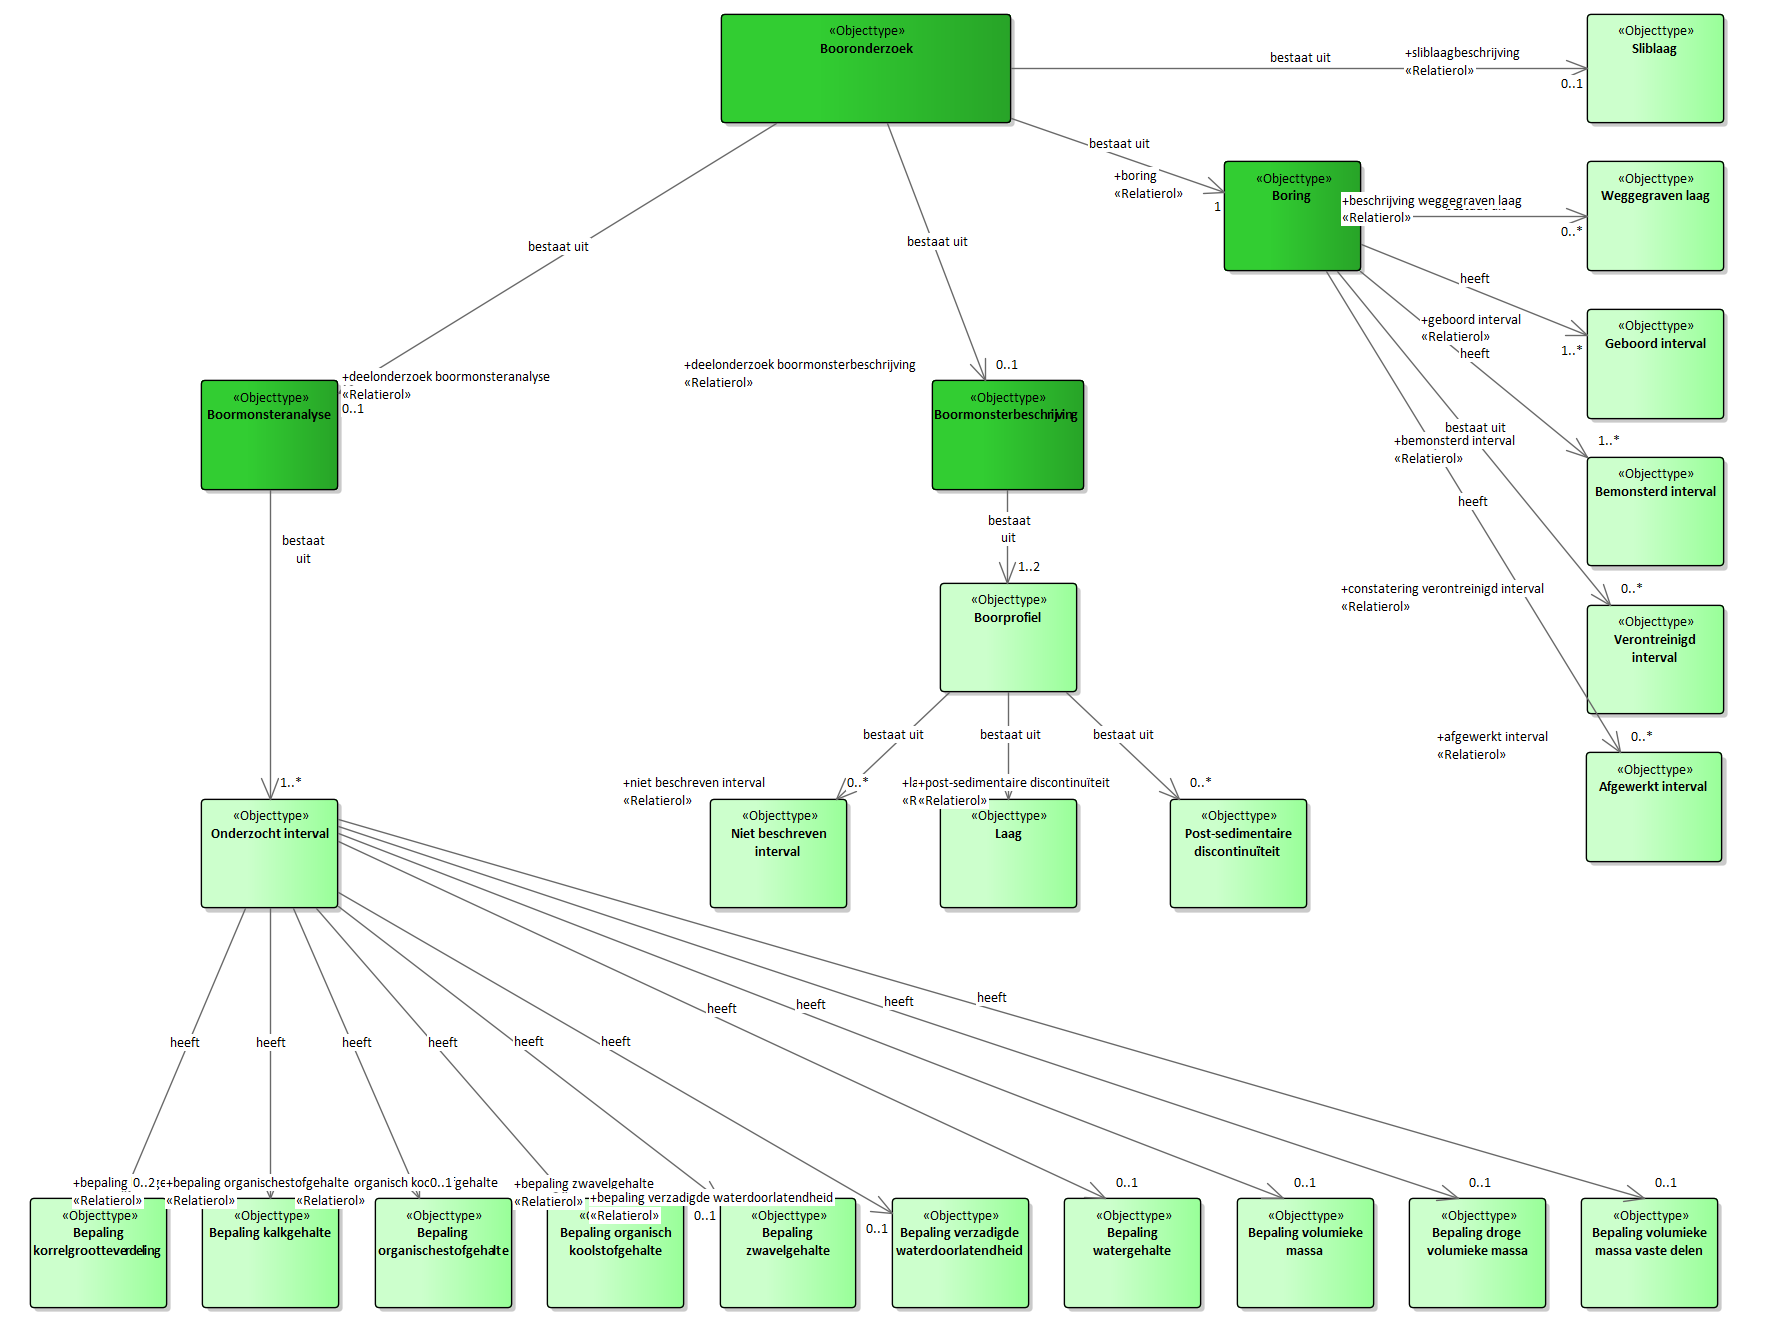 «Objecttype»
Booronderzoek
«Objecttype»
Sliblaag
bestaat uit
+sliblaagbeschrijving
«Relatierol»
0..1
bestaat uit
+boring
«Relatierol»
1
«Objecttype»
Boring
«Objecttype»
Weggegraven laag
+beschrijving weggegraven laag
«Relatierol»
0..*
bestaat uit
bestaat uit
heeft
+geboord interval
«Relatierol»
1..*
«Objecttype»
Geboord interval
heeft
+deelonderzoek boormonsteranalyse
«Relatierol»
0..1
+deelonderzoek boormonsterbeschrijving
«Relatierol»
0..1
«Objecttype»
Boormonsteranalyse
«Objecttype»
Boormonsterbeschrijving
bestaat uit
+bemonsterd interval
«Relatierol»
1..*
«Objecttype»
Bemonsterd interval
heeft
bestaat
uit
bestaat
uit
1..2
«Objecttype»
Boorprofiel
+constatering verontreinigd interval
«Relatierol»
0..*
«Objecttype»
Verontreinigd
interval
bestaat uit
bestaat uit
bestaat uit
+afgewerkt interval
«Relatierol»
0..*
«Objecttype»
Afgewerkt interval
1..*
+niet beschreven interval
«Relatierol»
0..*
+post-sedimentaire discontinuïteit
«Relatierol»
0..*
«Objecttype»
Onderzocht interval
«Objecttype»
Niet beschreven
interval
«Objecttype»
Laag
«Objecttype»
Post-sedimentaire
discontinuïteit
heeft
heeft
heeft
heeft
heeft
heeft
heeft
heeft
heeft
heeft
+bepaling
0..2
«Relatierol»
+bepaling organischestofgehalte
«Relatierol»
organisch
0..1
gehalte
«Relatierol»
+bepaling zwavelgehalte
«Relatierol»
+bepaling verzadigde waterdoorlatendheid
«Relatierol»
0..1
0..1
0..1
0..1
0..1
0..1
«Objecttype»
Bepaling
korrelgrootteverdeling
«Objecttype»
Bepaling kalkgehalte
«Objecttype»
Bepaling
organischestofgehalte
Bepaling organisch
koolstofgehalte
«Objecttype»
Bepaling
zwavelgehalte
«Objecttype»
Bepaling verzadigde
waterdoorlatendheid
«Objecttype»
Bepaling
watergehalte
«Objecttype»
Bepaling volumieke
massa
«Objecttype»
Bepaling droge
volumieke massa
«Objecttype»
Bepaling volumieke
massa vaste delen